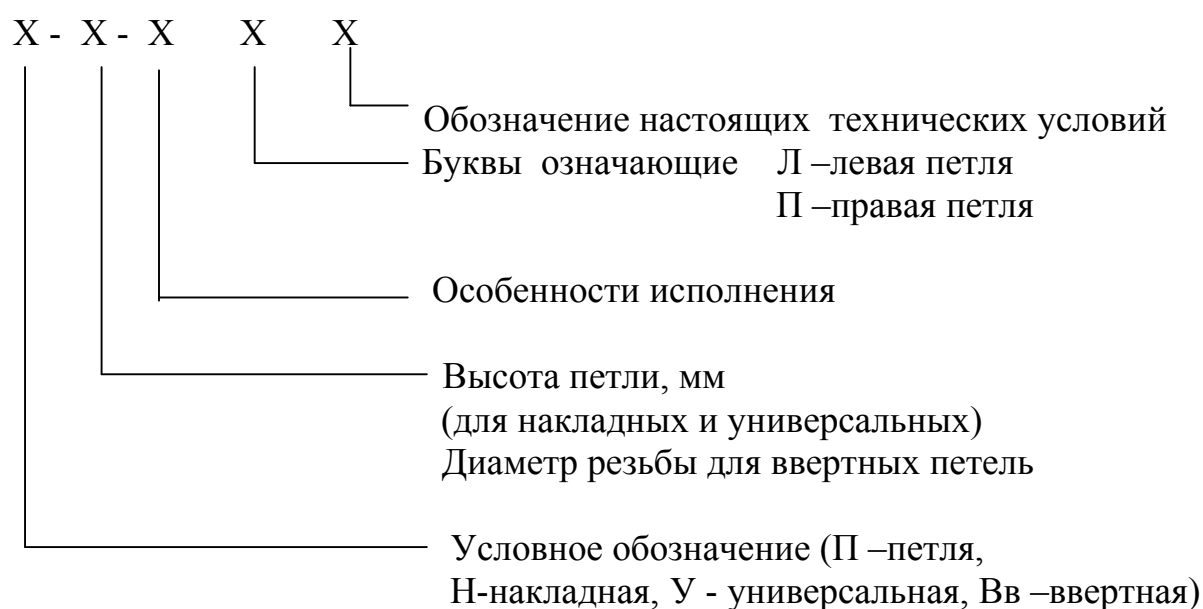 Х - Х - Х Х Х
Обозначение настоящих технических условий
Буквы означающие Л –левая петля
П –правая петля
Особенности исполнения
Высота петли, мм
(для накладных и универсальных)
Диаметр резьбы для ввертных петель
Условное обозначение (П –петля,
Н-накладная, У - универсальная, Вв –ввертная)